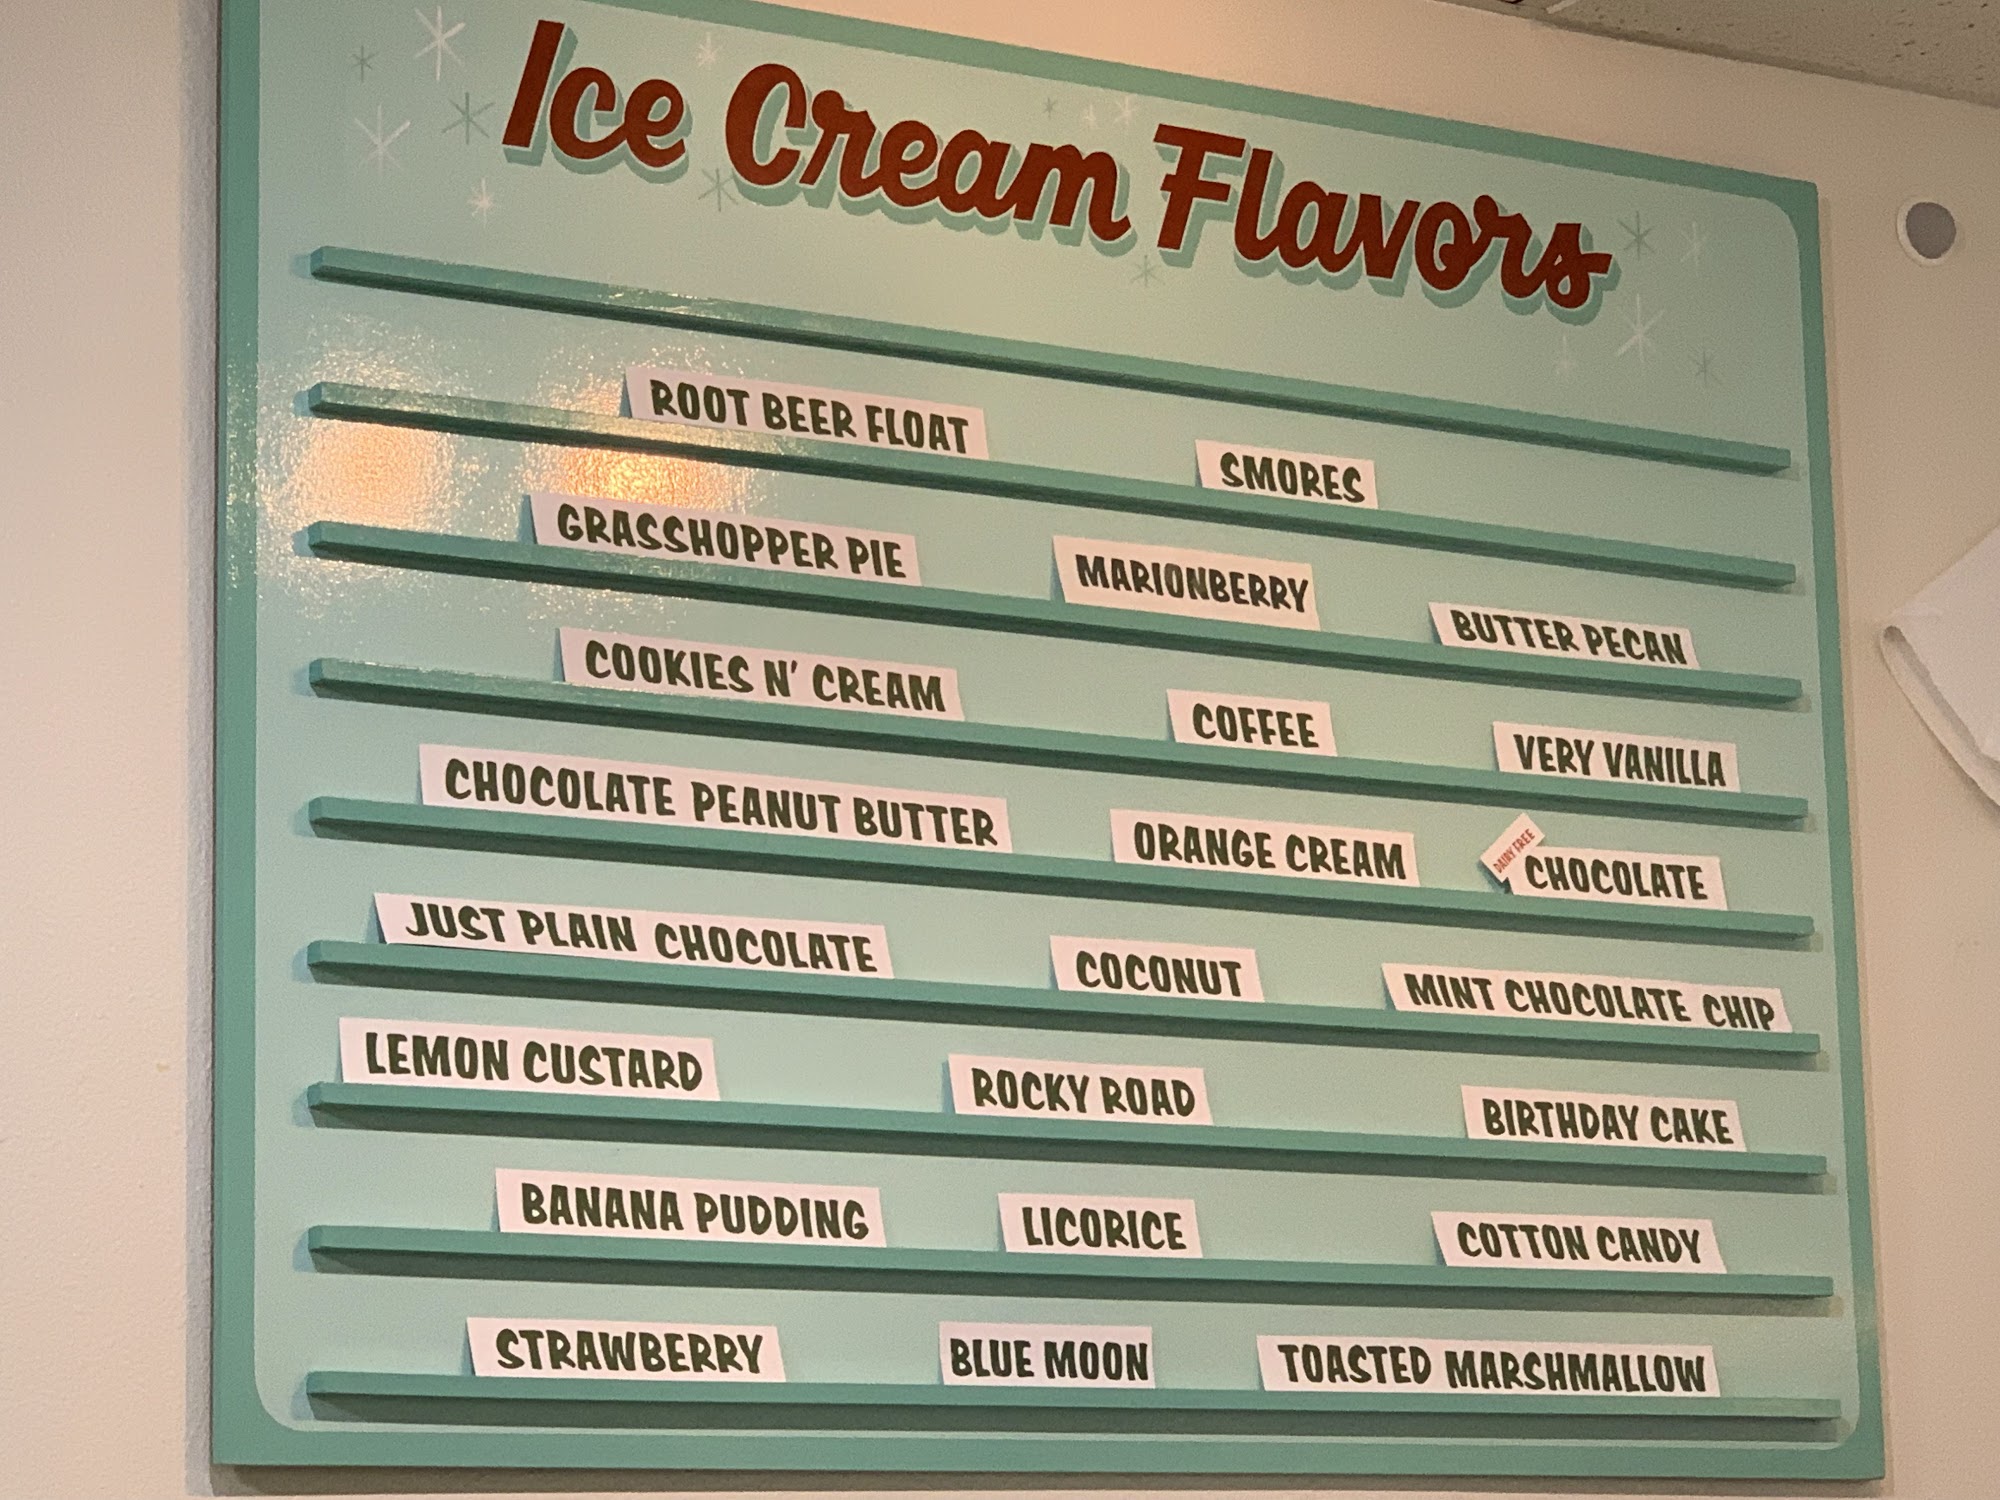 Ice Cream Flavors
ROOT BEER FLOAT SMORES
GRASSHOPPER PIE MARIONBERRY BUTTER PECAN
COOKIES N' CREAM COFFEE VERY VANILLA
CHOCOLATE PEANUT BUTTER ORANGE CREAM DAIRY FREE CHOCOLATE
JUST PLAIN CHOCOLATE COCONUT MINT CHOCOLATE CHIP
LEMON CUSTARD ROCKY ROAD BIRTHDAY CAKE
BANANA PUDDING LICORICE COTTON CANDY
STRAWBERRY BLUE MOON TOASTED MARSHMALLOW